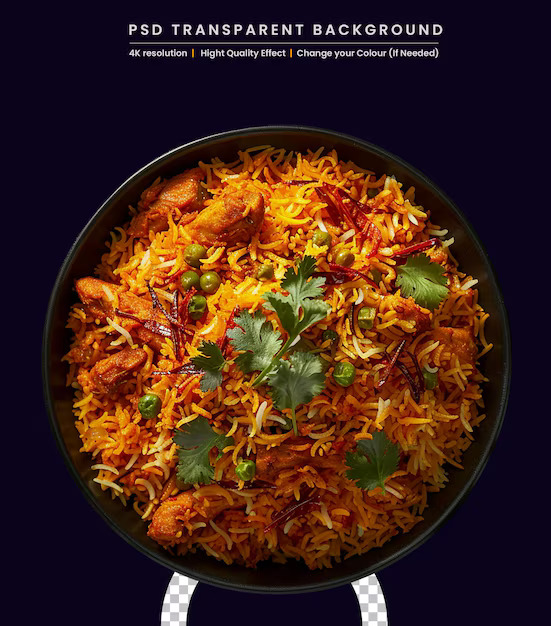 PSD TRANSPARENT BACKGROUND
4K resolution | Hight Quality Effect | Change your Colour (If Needed)